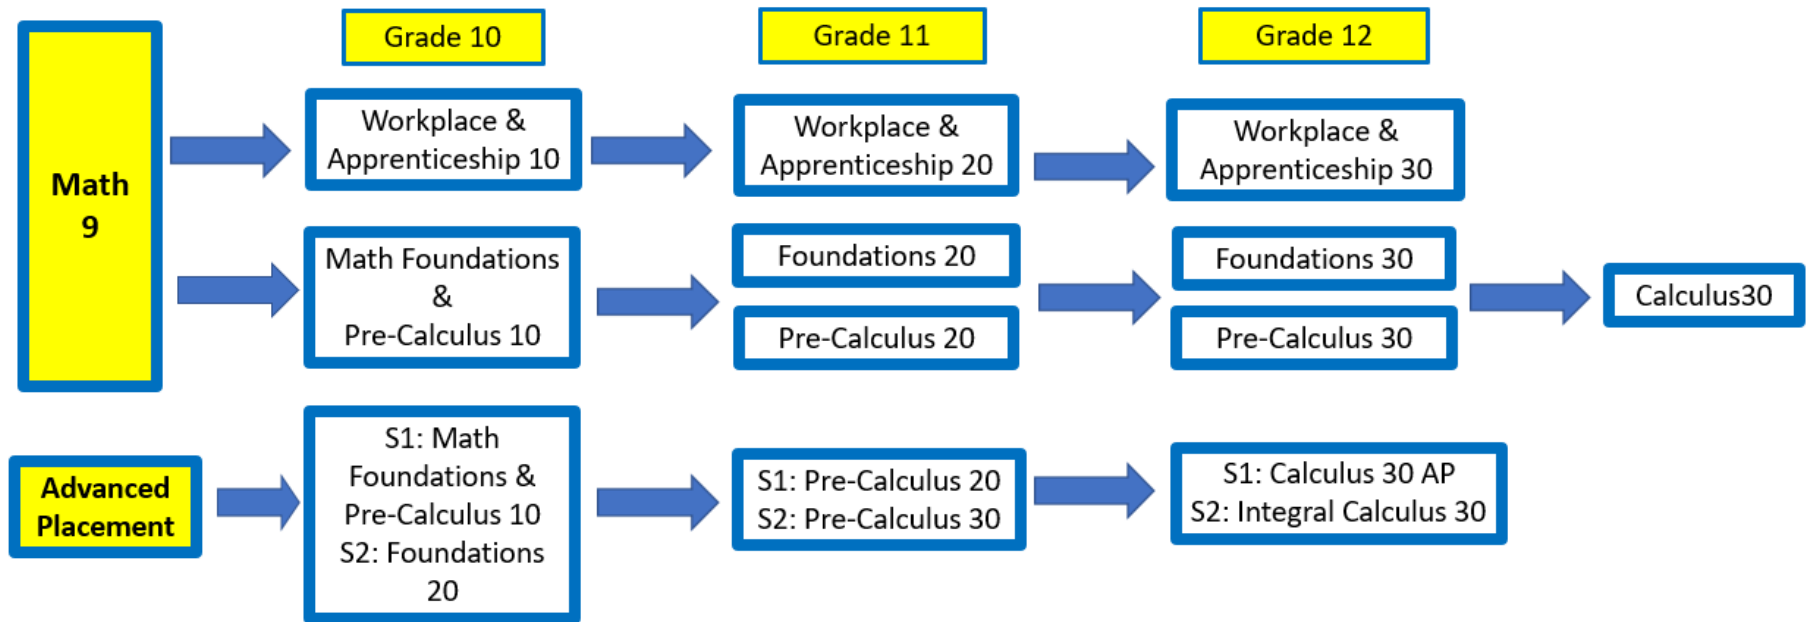 Grade 10
Grade 11
Grade 12
Math
9
Workplace &
Apprenticeship 10
Workplace &
Apprenticeship 20
Workplace &
Apprenticeship 30
Math Foundations
&
Pre-Calculus 10
Foundations 20
Pre-Calculus 20
Foundations 30
Pre-Calculus 30
Calculus30
Advanced
Placement
S1: Math
Foundations &
Pre-Calculus 10
S2: Foundations
20
S1: Pre-Calculus 20
S2: Pre-Calculus 30
S1: Calculus 30 AP
S2: Integral Calculus 30